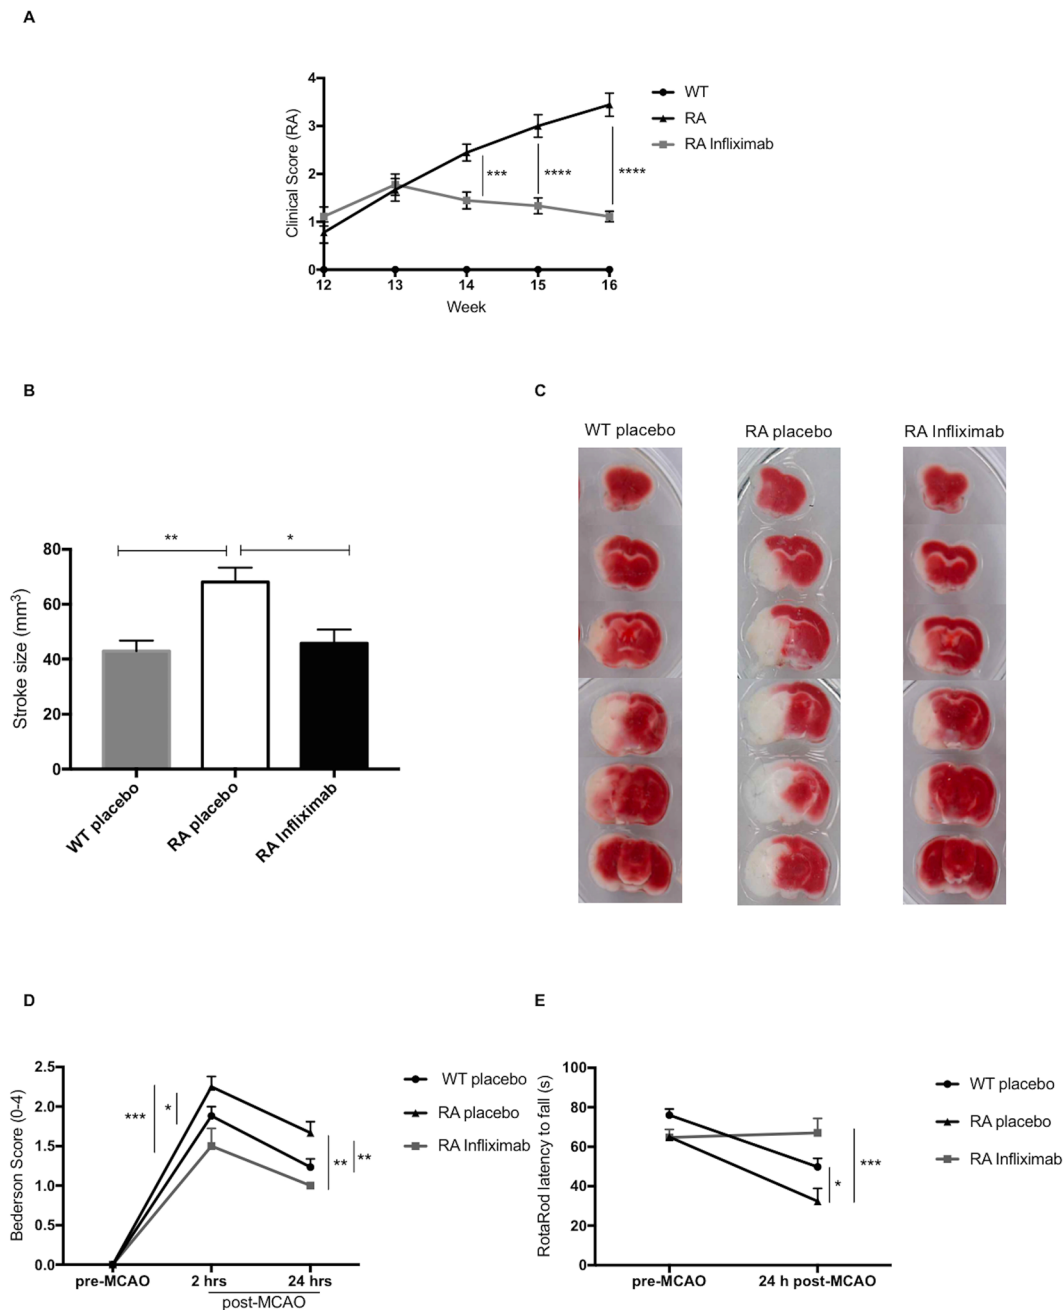 A
Clinical Score (RA)
4
3
2
1
0
12 13 14 15 16
Week
WT
RA
RA Infliximab
*** **** ****
B
Stroke size (mm³)
80
60
40
20
0
** *
WT placebo RA placebo RA Infliximab
C
WT placebo RA placebo RA Infliximab
D
Bederson Score (0-4)
2.5
2.0
1.5
1.0
0.5
0.0
*** * ** **
pre-MCAO 2 hrs 24 hrs
post-MCAO
WT placebo
RA placebo
RA Infliximab
E
RotaRod latency to fall (s)
100
80
60
40
20
0
* ***
pre-MCAO 24 h post-MCAO
WT placebo
RA placebo
RA Infliximab